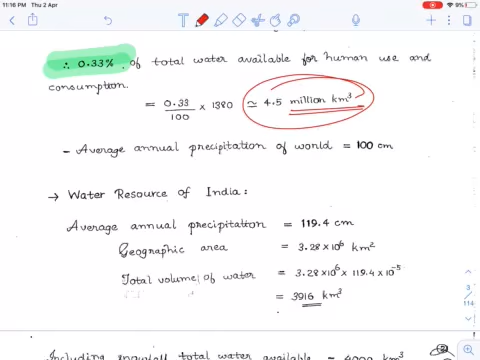 11:16 PM Thu 2 Apr
6%
∴ 0.33% of total water available for human use and
consumption.
= 0.33/100 × 1380 ≃ 4.5 million km³
- Average annual precipitation of world = 100 cm
→ Water Resource of India:
Average annual precipitation = 119.4 cm
Geographic area = 3.28×10⁶ km²
Total volume of water = 3.28×10⁶ × 119.4 × 10⁻⁵
= 3916 km³
3
114
Including snowfall total water available = 4000 km³